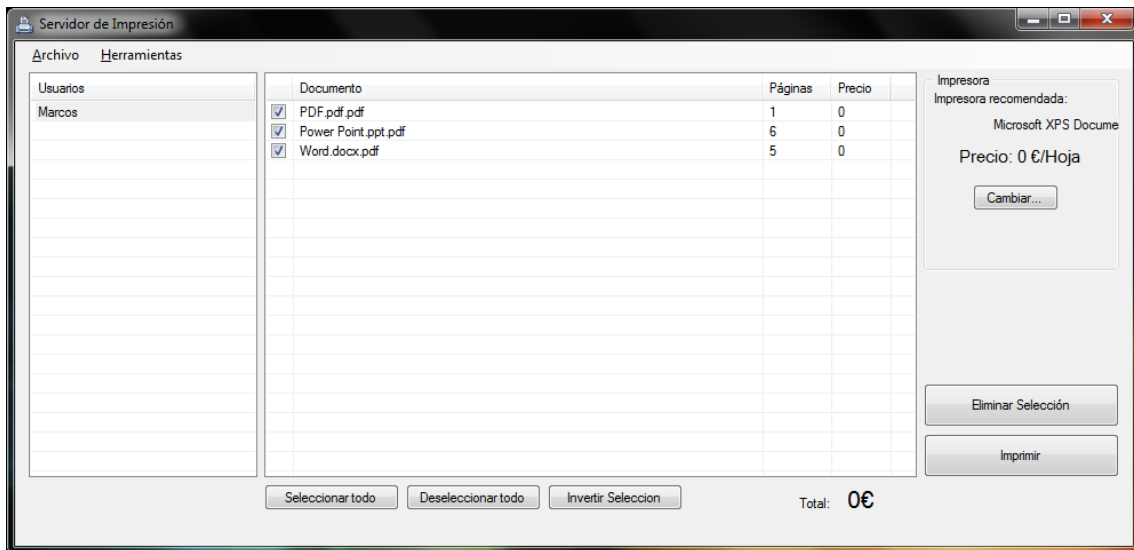 Servidor de Impresión
Archivo Herramientas
Usuarios
Marcos
Documento Páginas Precio
PDF.pdf.pdf 1 0
Power Point.ppt.pdf 6 0
Word.docx.pdf 5 0
Impresora
Impresora recomendada:
Microsoft XPS Docume
Precio: 0 €/Hoja
Cambiar...
Eliminar Selección
Imprimir
Seleccionar todo Deseleccionar todo Invertir Seleccion
Total: 0€